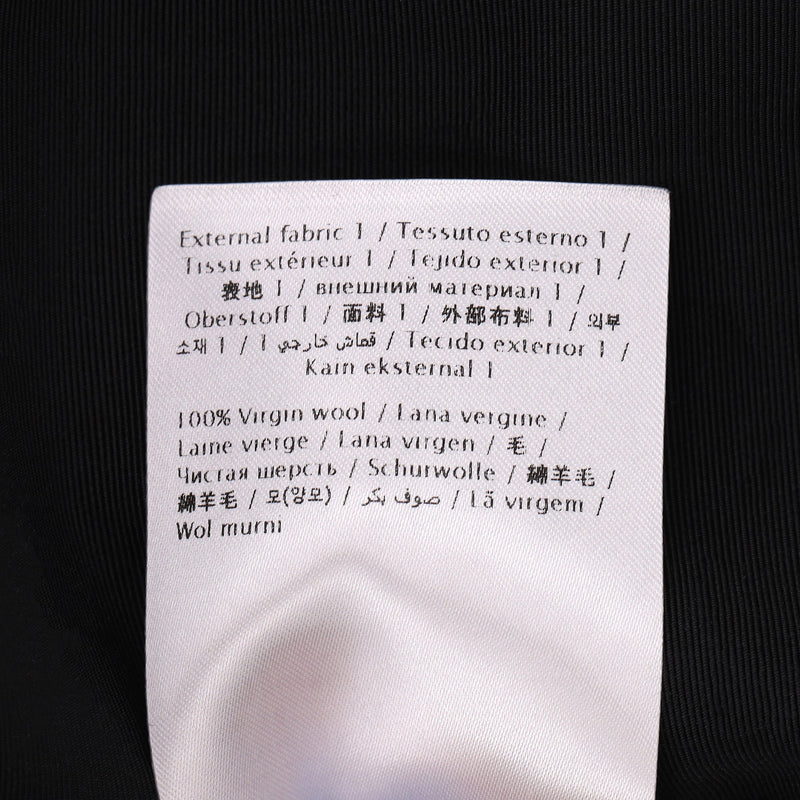 External fabric 1 / Tessuto esterno 1 /
Tissu extérieur 1 / Tejido exterior 1 /
表地 1 / внешний материал 1 /
Oberstoff 1 / 面料 1 / 外部布料 1 / 외부
소재 1 / 1 قماش خارجي / Tecido exterior 1 /
Kain eksternal 1
100% Virgin wool / Lana vergine /
Laine vierge / Lana virgen / 毛 /
Чистая шерсть / Schurwolle / 綿羊毛 /
綿羊毛 / 모(양모) / صوف بكر / Lã virgem /
Wol murni